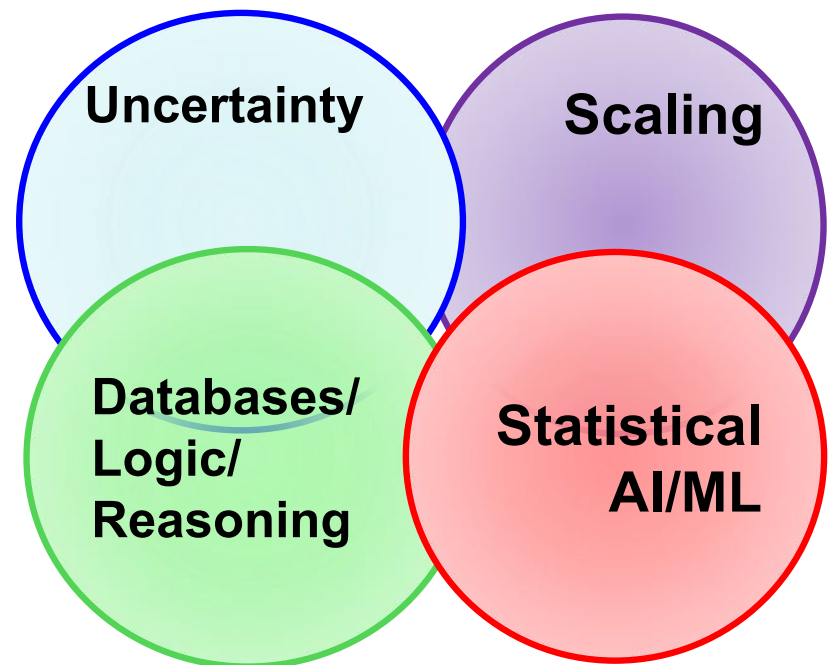 Uncertainty
Scaling
Databases/
Logic/
Reasoning
Statistical
AI/ML